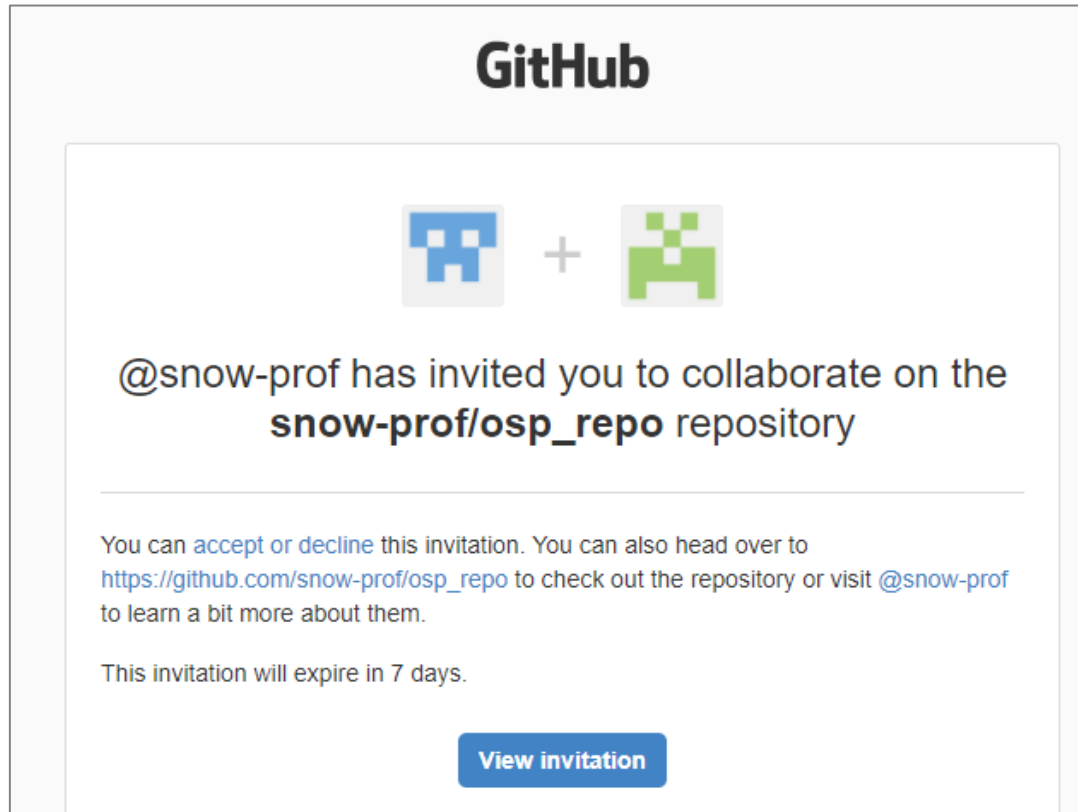 GitHub
@snow-prof has invited you to collaborate on the
snow-prof/osp_repo repository
You can accept or decline this invitation. You can also head over to
https://github.com/snow-prof/osp_repo to check out the repository or visit @snow-prof
to learn a bit more about them.
This invitation will expire in 7 days.
View invitation